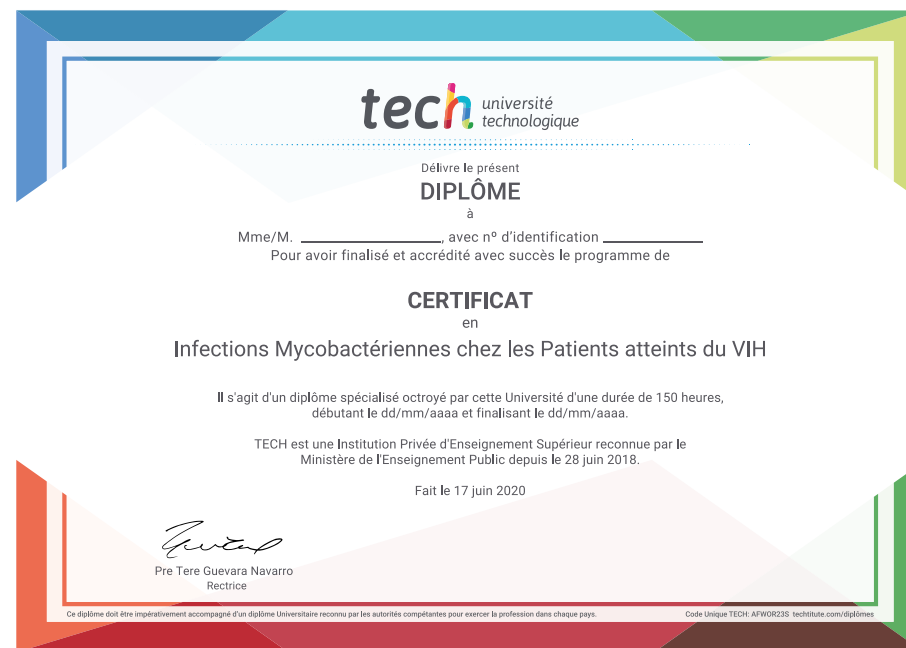 tech université
technologique
Délivre le présent
DIPLÔME
à
Mme/M. ____________________, avec nº d'identification ______________
Pour avoir finalisé et accrédité avec succès le programme de
CERTIFICAT
en
Infections Mycobactériennes chez les Patients atteints du VIH
Il s'agit d'un diplôme spécialisé octroyé par cette Université d'une durée de 150 heures,
débutant le dd/mm/aaaa et finalisant le dd/mm/aaaa.
TECH est une Institution Privée d'Enseignement Supérieur reconnue par le
Ministère de l'Enseignement Public depuis le 28 juin 2018.
Fait le 17 juin 2020
Pre Tere Guevara Navarro
Rectrice
Ce diplôme doit être impérativement accompagné d'un diplôme Universitaire reconnu par les autorités compétantes pour exercer la profession dans chaque pays. Code Unique TECH: AFWOR23S techtitute.com/diplômes